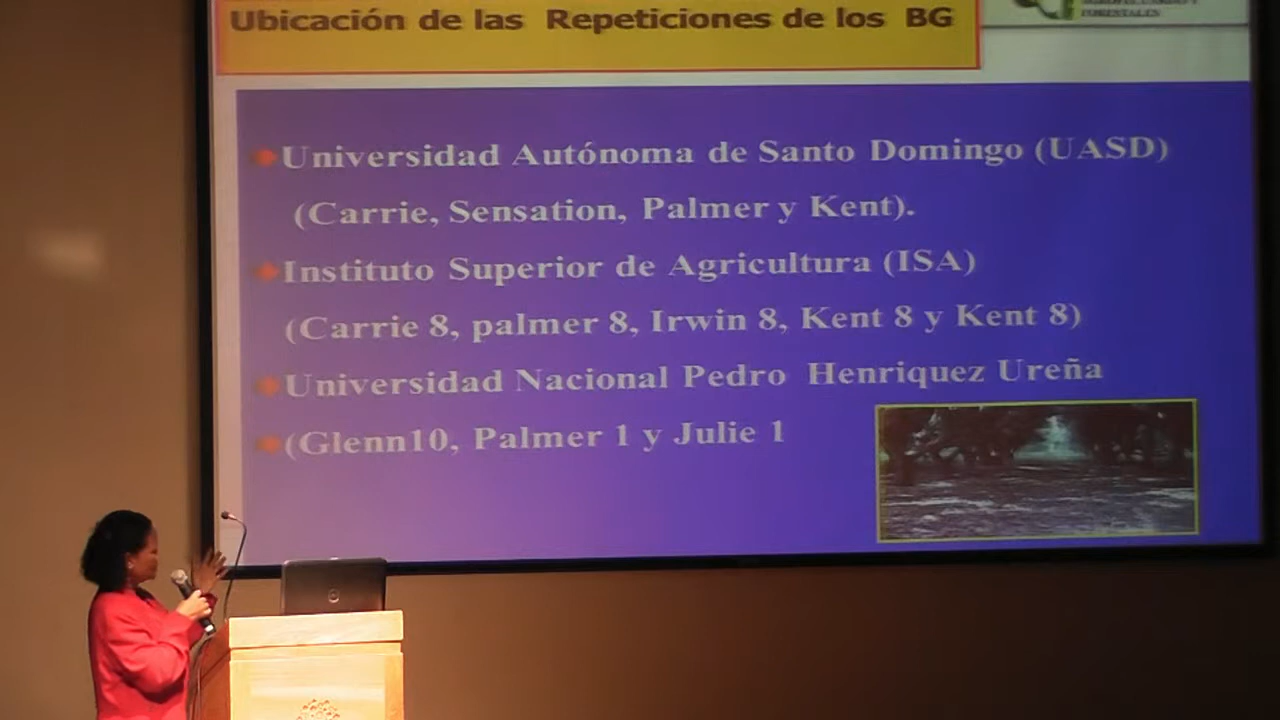 Ubicación de las Repeticiones de los BG
FORESTALES
Universidad Autónoma de Santo Domingo (UASD)
(Carrie, Sensation, Palmer y Kent).
Instituto Superior de Agricultura (ISA)
(Carrie 8, palmer 8, Irwin 8, Kent 8 y Kent 8)
Universidad Nacional Pedro Henriquez Ureña
(Glenn10, Palmer 1 y Julie 1